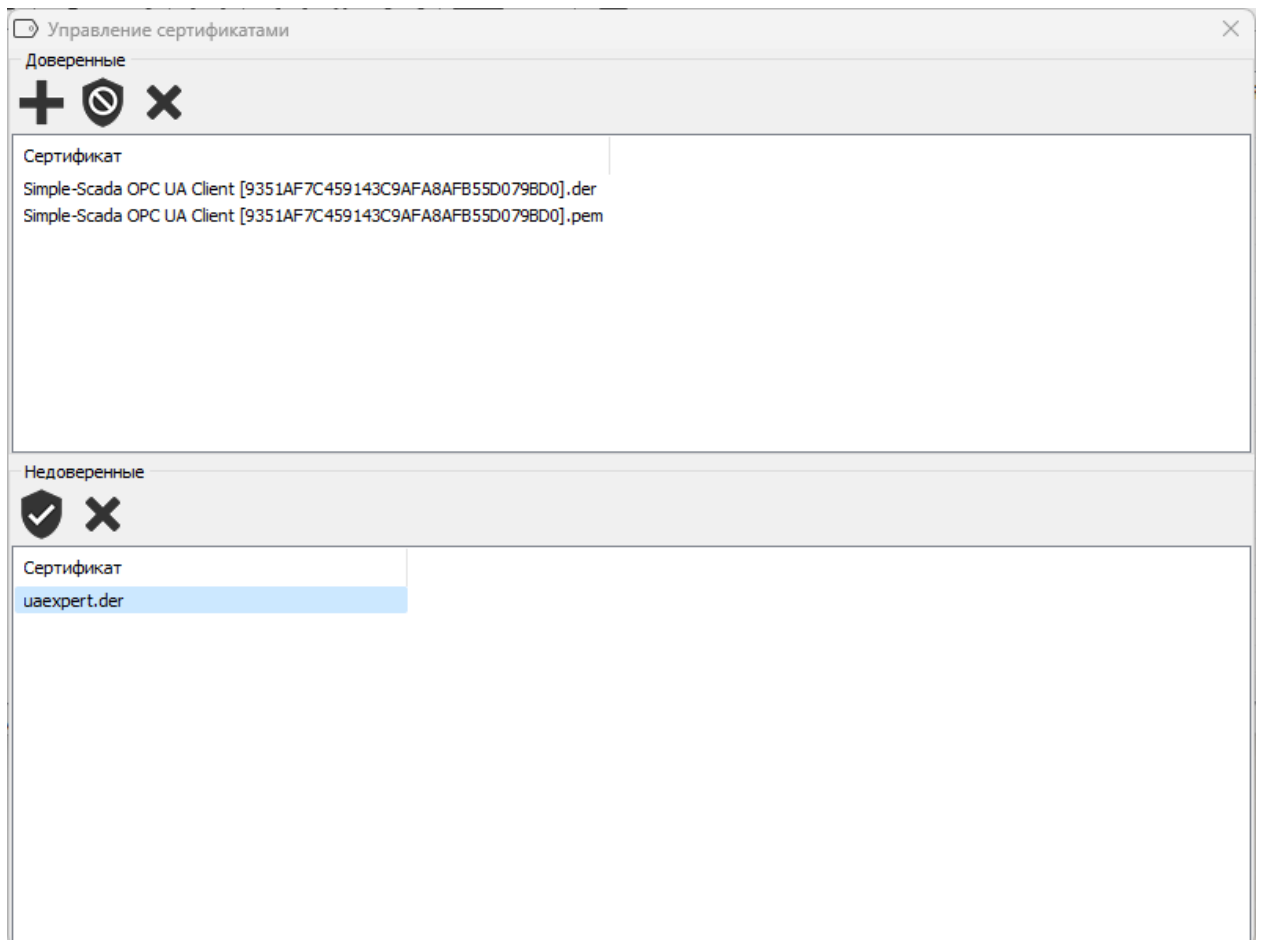 Управление сертификатами
Доверенные
Сертификат
Simple-Scada OPC UA Client [9351AF7C459143C9AFA8AFB55D079BD0].der
Simple-Scada OPC UA Client [9351AF7C459143C9AFA8AFB55D079BD0].pem
Недоверенные
Сертификат
uaexpert.der